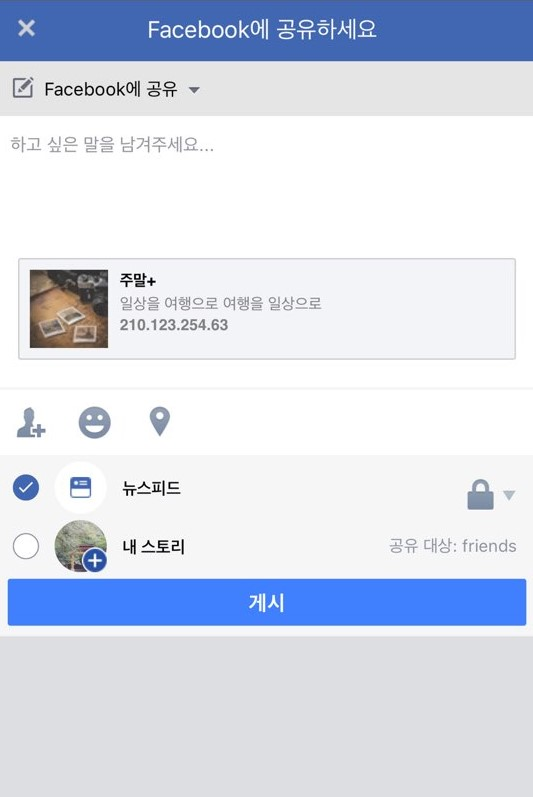 Facebook에 공유하세요
Facebook에 공유
하고 싶은 말을 남겨주세요...
주말+
일상을 여행으로 여행을 일상으로
210.123.254.63
뉴스피드
내 스토리
공유 대상: friends
게시